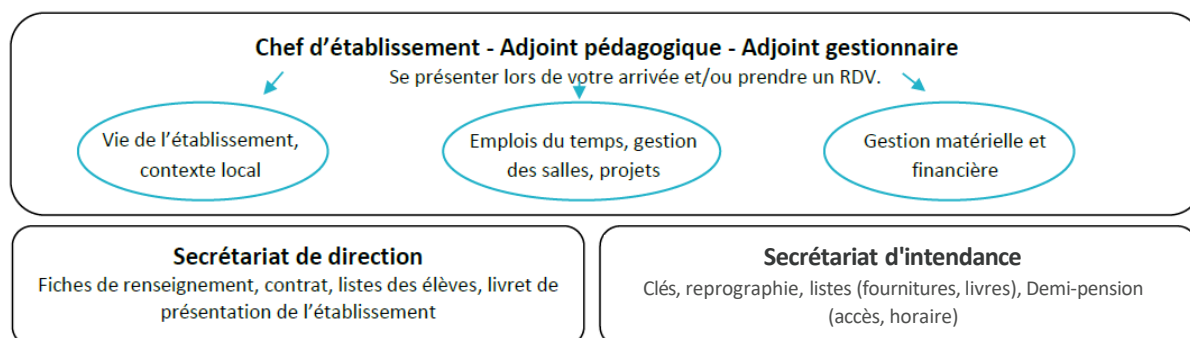 Chef d’établissement - Adjoint pédagogique - Adjoint gestionnaire
Se présenter lors de votre arrivée et/ou prendre un RDV.
Vie de l’établissement,
contexte local
Emplois du temps, gestion
des salles, projets
Gestion matérielle et
financière
Secrétariat de direction
Fiches de renseignement, contrat, listes des élèves, livret de
présentation de l’établissement
Secrétariat d'intendance
Clés, reprographie, listes (fournitures, livres), Demi-pension
(accès, horaire)